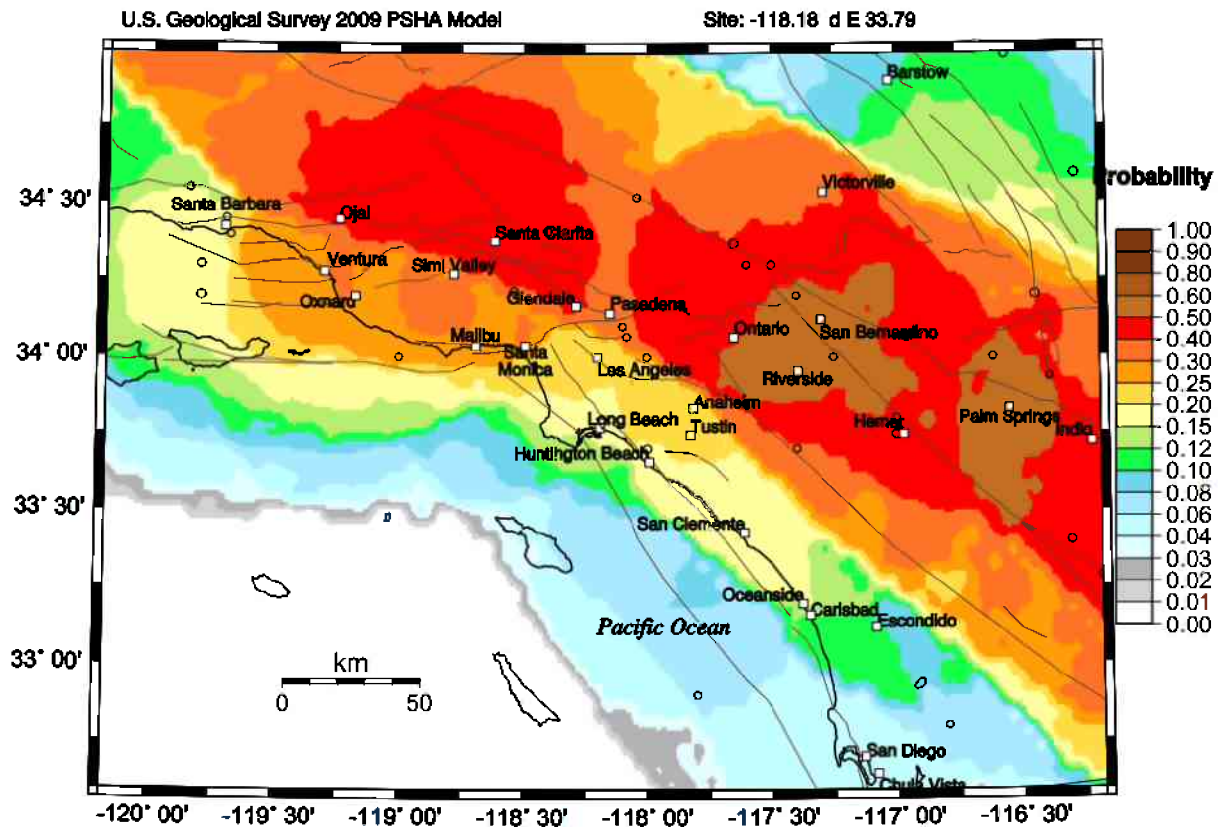 U.S. Geological Survey 2009 PSHA Model
Site: -118.18 d E 33.79
Barstow
34° 30'
Santa Barbara
Ojai
Victorville
Probability
Santa Clarita
Ventura
Simi Valley
Oxnard
Glendale
Pasadena
Ontario
San Bernardino
34° 00'
Malibu
Santa
Monica
Los Angeles
Riverside
Anaheim
Long Beach
Tustin
Hemet
Palm Springs
Indio
Huntington Beach
33° 30'
San Clemente
Oceanside
Carlsbad
Escondido
Pacific Ocean
33° 00'
km
0 50
San Diego
Chula Vista
-120° 00' -119° 30' -119° 00' -118° 30' -118° 00' -117° 30' -117° 00' -116° 30'
1.00
0.90
0.80
0.60
0.50
0.40
0.30
0.25
0.20
0.15
0.12
0.10
0.08
0.06
0.04
0.03
0.02
0.01
0.00